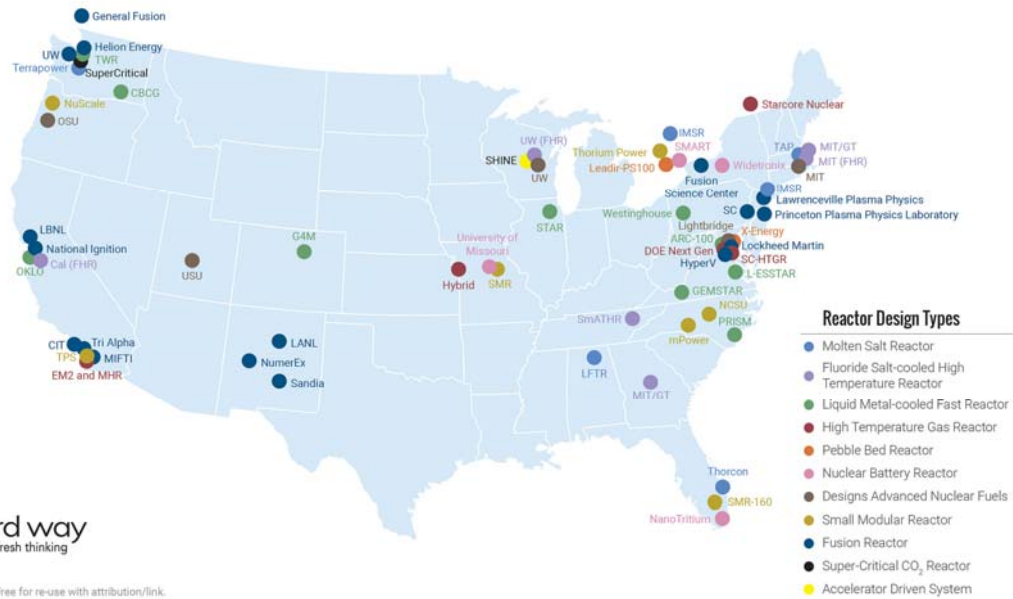 General Fusion
Helion Energy
UW
TWR
Terrapower
SuperCritical
CBCG
NuScale
OSU
LBNL
National Ignition
Cal (FHR)
OKLO
CIT
Tri Alpha
TPS
MIFTI
EM2 and MHR
USU
G4M
LANL
NumerEx
Sandia
UW (FHR)
SHINE
UW
STAR
University of
Missouri
Hybrid
SMR
Starcore Nuclear
IMSR
SMART
Thorium Power
Leadir-PS100
Fusion
Science Center
Widetronix
TAP
MIT/GT
MIT (FHR)
MIT
IMSR
Lawrenceville Plasma Physics
SC
Princeton Plasma Physics Laboratory
Westinghouse
Lightbridge
X-Energy
ARC-100
Lockheed Martin
DOE Next Gen
SC-HTGR
HyperV
L-ESSTAR
GEMSTAR
NCSU
SmATHR
PRISM
mPower
LFTR
MIT/GT
Thorcon
SMR-160
NanoTritium
Reactor Design Types
Molten Salt Reactor
Fluoride Salt-cooled High
Temperature Reactor
Liquid Metal-cooled Fast Reactor
High Temperature Gas Reactor
Pebble Bed Reactor
Nuclear Battery Reactor
Designs Advanced Nuclear Fuels
Small Modular Reactor
Fusion Reactor
Super-Critical CO₂ Reactor
Accelerator Driven System
rd way
resh thinking
ree for re-use with attribution/link.